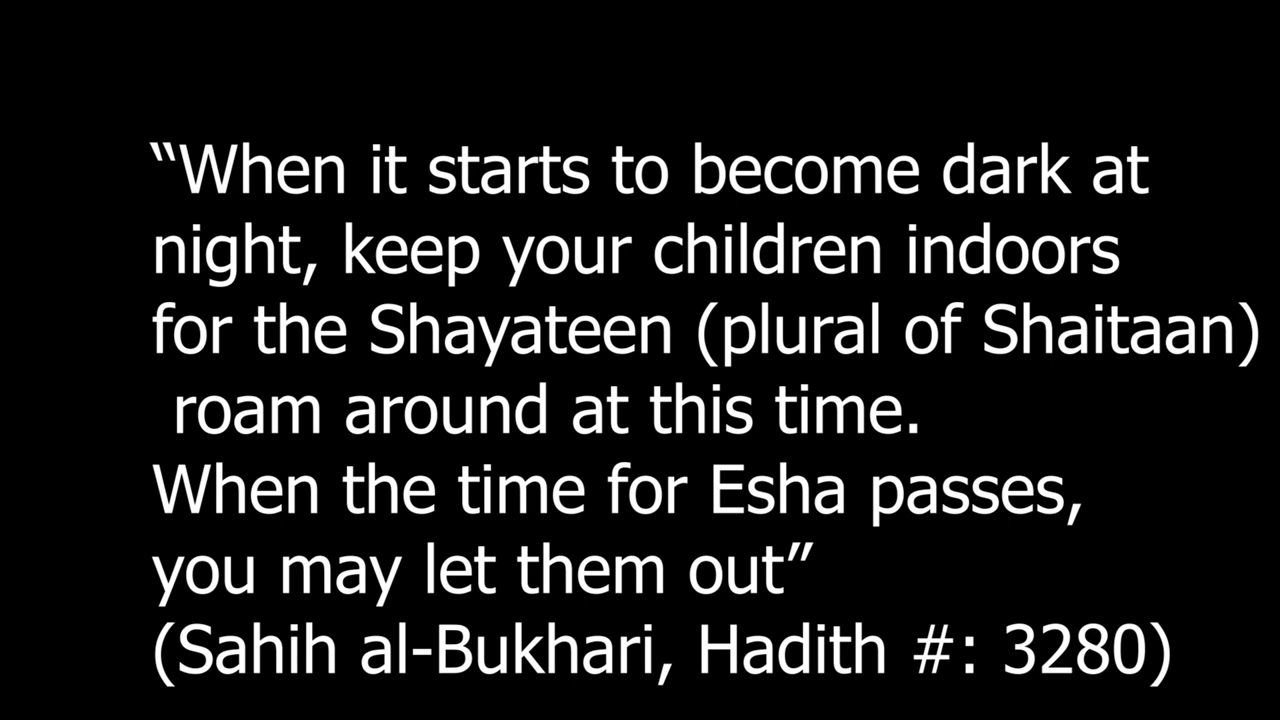 “When it starts to become dark at
night, keep your children indoors
for the Shayateen (plural of Shaitaan)
roam around at this time.
When the time for Esha passes,
you may let them out”
(Sahih al-Bukhari, Hadith #: 3280)